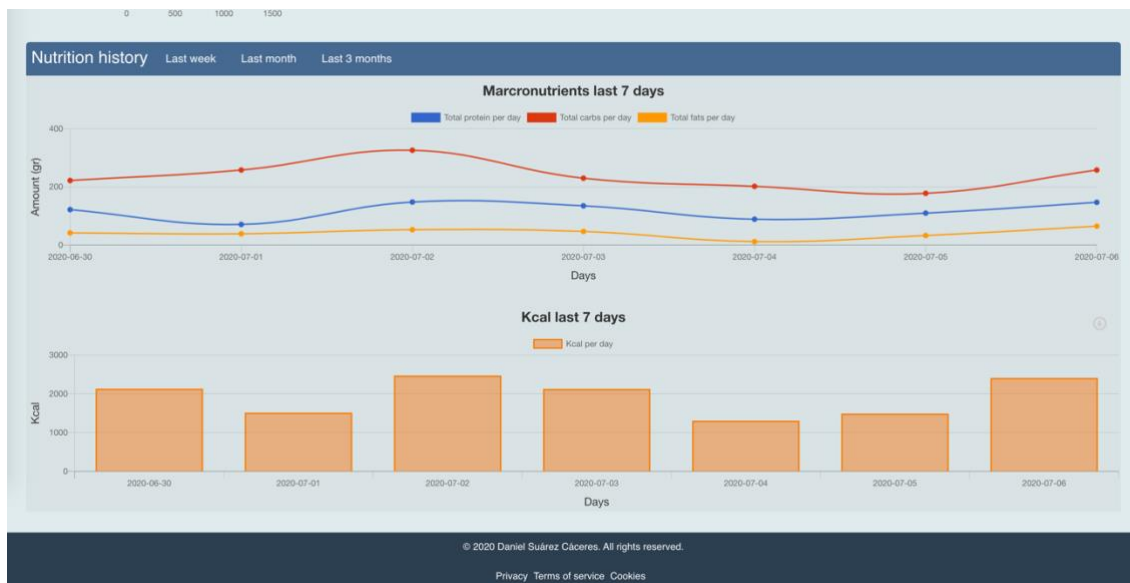 0 500 1000 1500
Nutrition history Last week Last month Last 3 months
Marcronutrients last 7 days
Total protein per day Total carbs per day Total fats per day
400
200
0
Amount (gr)
2020-06-30 2020-07-01 2020-07-02 2020-07-03 2020-07-04 2020-07-05 2020-07-06
Days
Kcal last 7 days
Kcal per day
3000
2000
1000
0
Kcal
2020-06-30 2020-07-01 2020-07-02 2020-07-03 2020-07-04 2020-07-05 2020-07-06
Days
© 2020 Daniel Suárez Cáceres. All rights reserved.
Privacy Terms of service Cookies